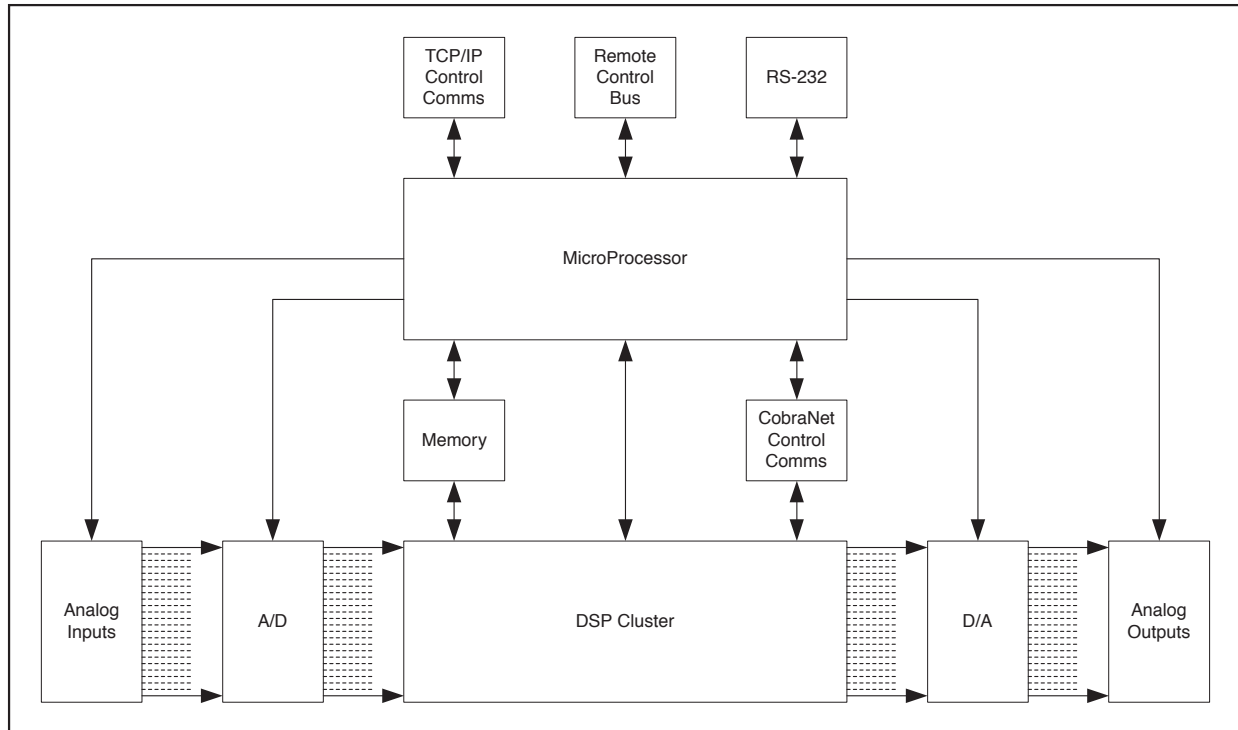 TCP/IP
Control
Comms
Remote
Control
Bus
RS-232
MicroProcessor
Memory
CobraNet
Control
Comms
Analog
Inputs
A/D
DSP Cluster
D/A
Analog
Outputs